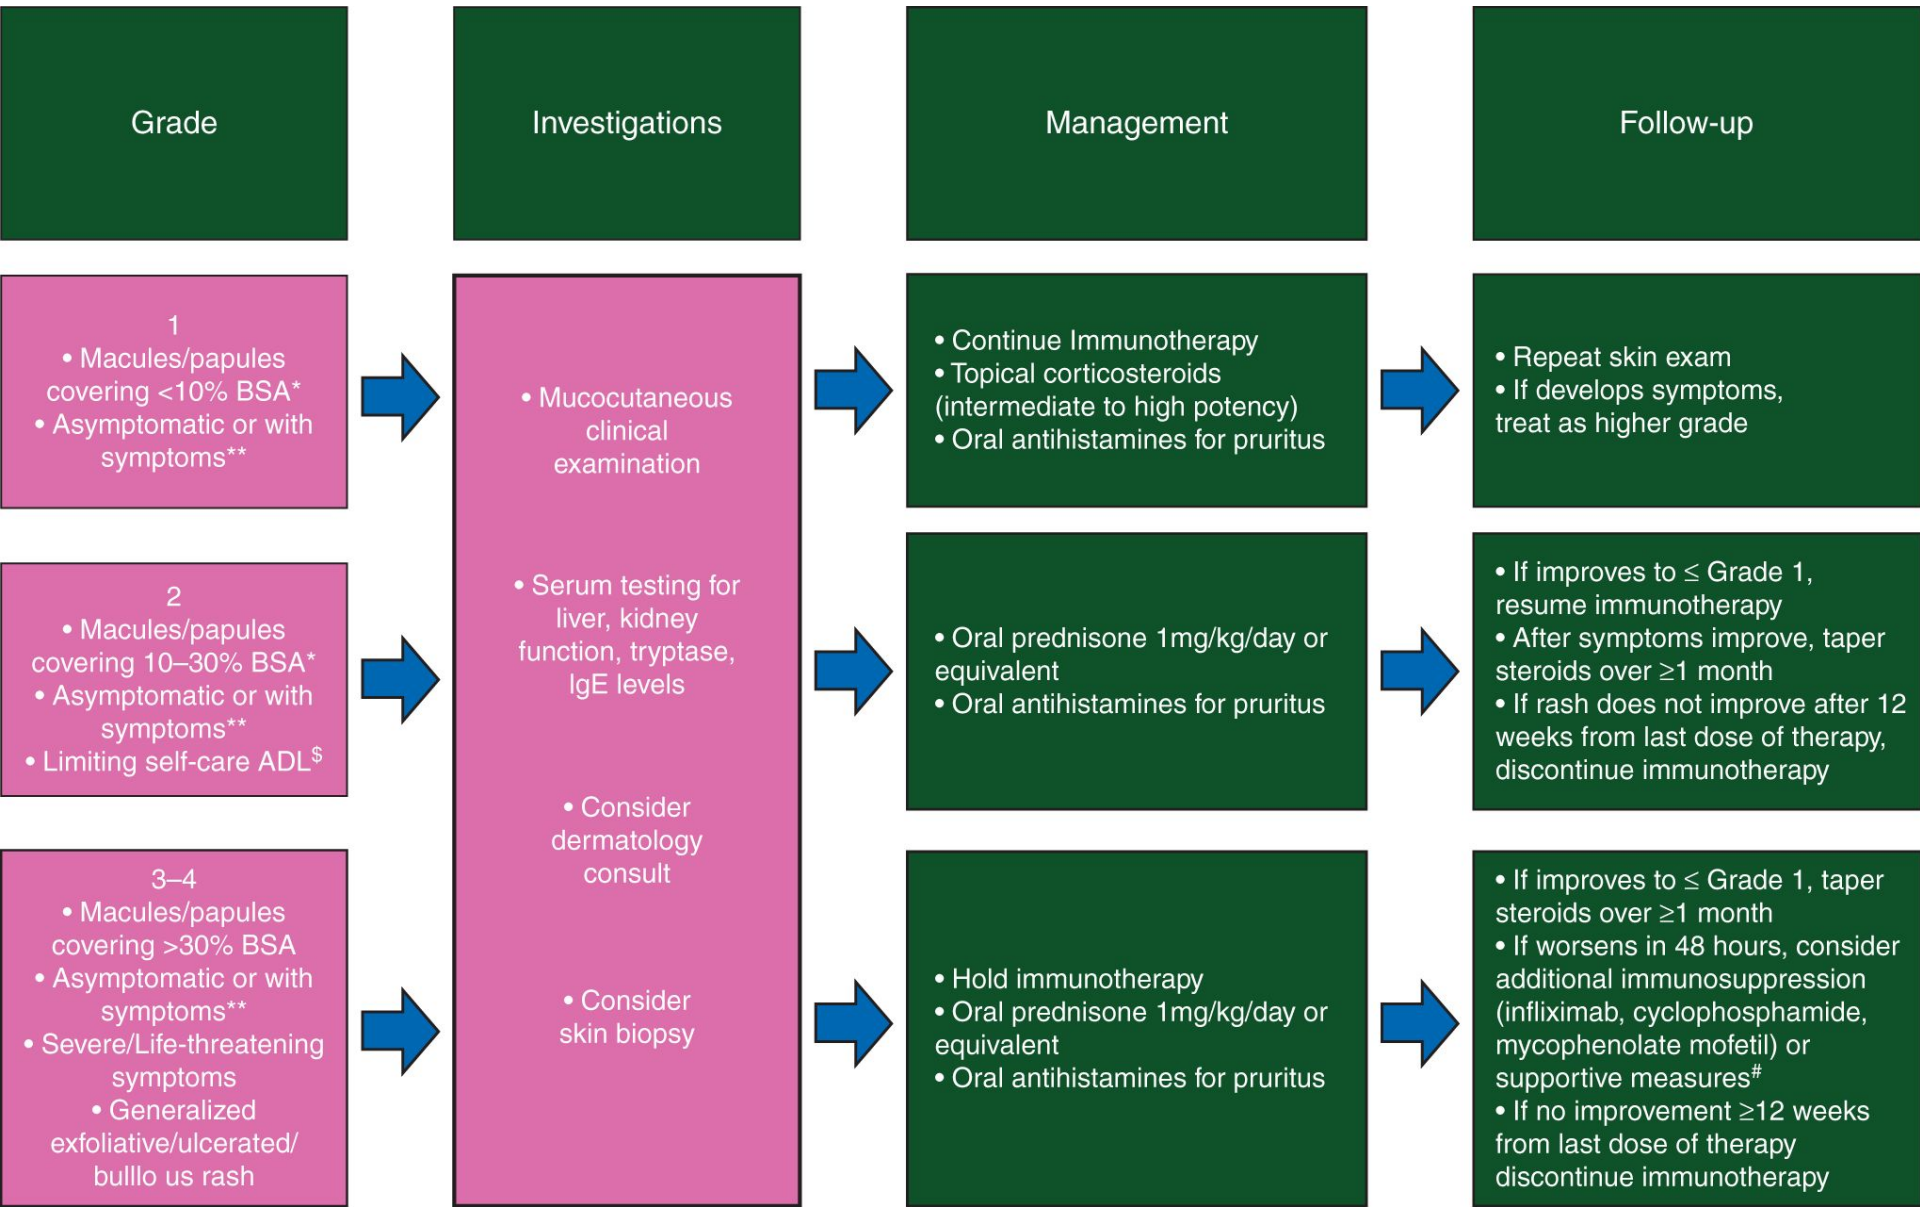 Grade
Investigations
Management
Follow-up
1
• Macules/papules
covering <10% BSA*
• Asymptomatic or with
symptoms**
• Mucocutaneous
clinical
examination
• Serum testing for
liver, kidney
function, tryptase,
IgE levels
• Consider
dermatology
consult
• Consider
skin biopsy
• Continue Immunotherapy
• Topical corticosteroids
(intermediate to high potency)
• Oral antihistamines for pruritus
• Repeat skin exam
• If develops symptoms,
treat as higher grade
2
• Macules/papules
covering 10–30% BSA*
• Asymptomatic or with
symptoms**
• Limiting self-care ADL$
• Oral prednisone 1mg/kg/day or
equivalent
• Oral antihistamines for pruritus
• If improves to ≤ Grade 1,
resume immunotherapy
• After symptoms improve, taper
steroids over ≥1 month
• If rash does not improve after 12
weeks from last dose of therapy,
discontinue immunotherapy
3–4
• Macules/papules
covering >30% BSA
• Asymptomatic or with
symptoms**
• Severe/Life-threatening
symptoms
• Generalized
exfoliative/ulcerated/
bulllo us rash
• Hold immunotherapy
• Oral prednisone 1mg/kg/day or
equivalent
• Oral antihistamines for pruritus
• If improves to ≤ Grade 1, taper
steroids over ≥1 month
• If worsens in 48 hours, consider
additional immunosuppression
(infliximab, cyclophosphamide,
mycophenolate mofetil) or
supportive measures#
• If no improvement ≥12 weeks
from last dose of therapy
discontinue immunotherapy